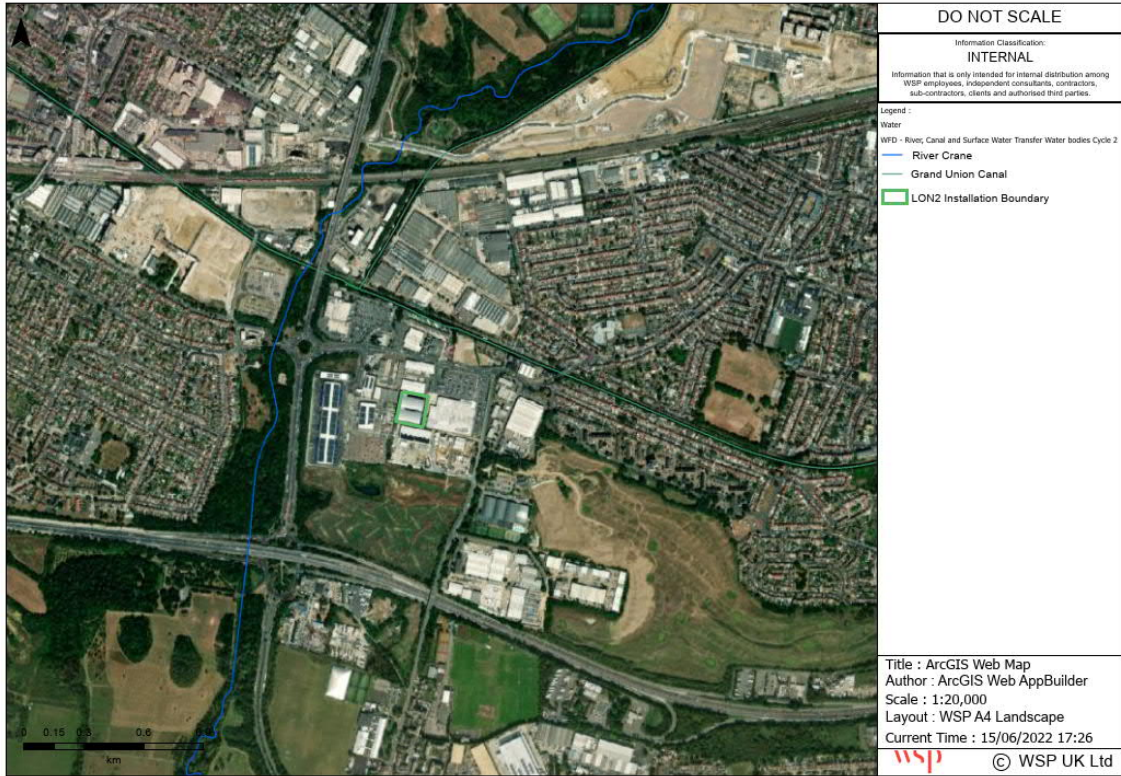 N
DO NOT SCALE
Information Classification:
INTERNAL
Information that is only intended for internal distribution among
WSP employees, independent consultants, contractors,
sub-contractors, clients and authorised third parties.
Legend :
Water
WFD - River, Canal and Surface Water Transfer Water bodies Cycle 2
River Crane
Grand Union Canal
LON2 Installation Boundary
0 0.15 0.3 0.6 0.9
km
Title : ArcGIS Web Map
Author : ArcGIS Web AppBuilder
Scale : 1:20,000
Layout : WSP A4 Landscape
Current Time : 15/06/2022 17:26
wsp © WSP UK Ltd